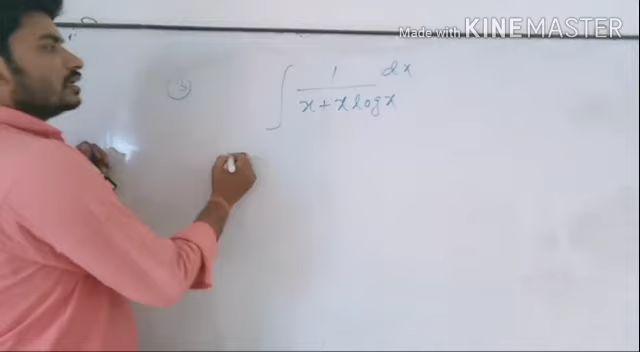 Made with KINEMASTER
③ ∫ 1/(x + x log x) dx